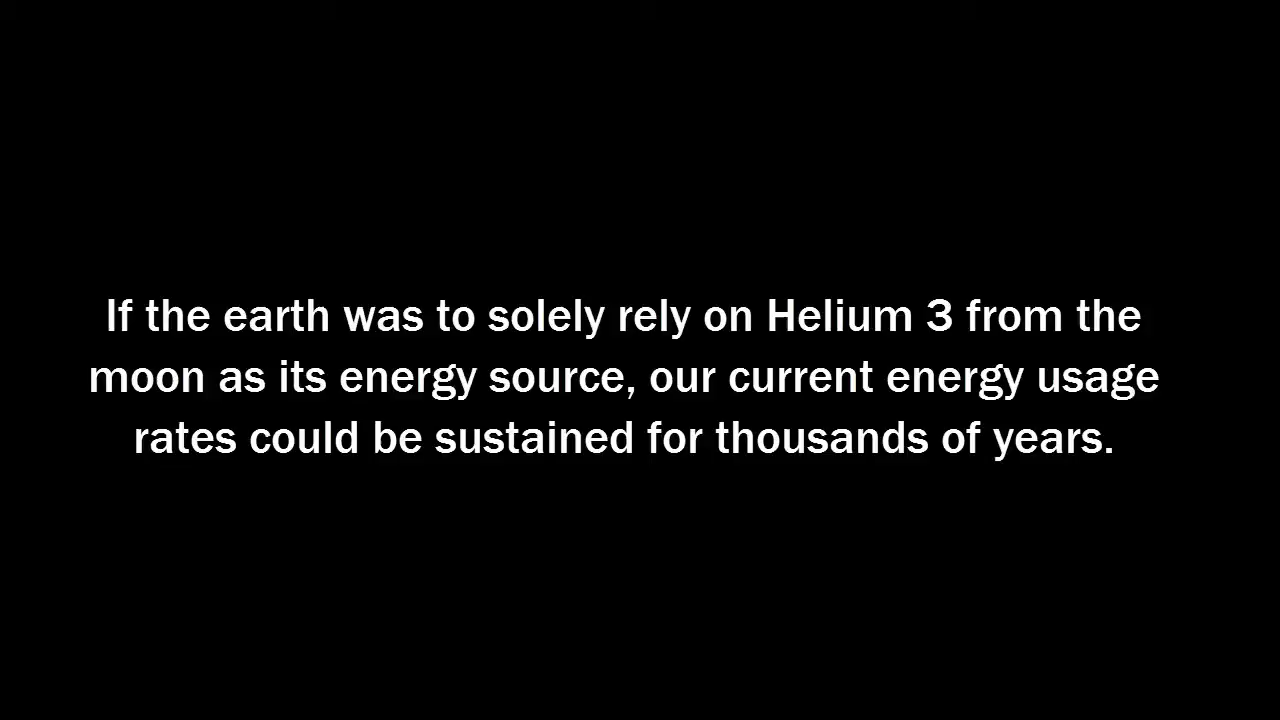 If the earth was to solely rely on Helium 3 from the
moon as its energy source, our current energy usage
rates could be sustained for thousands of years.